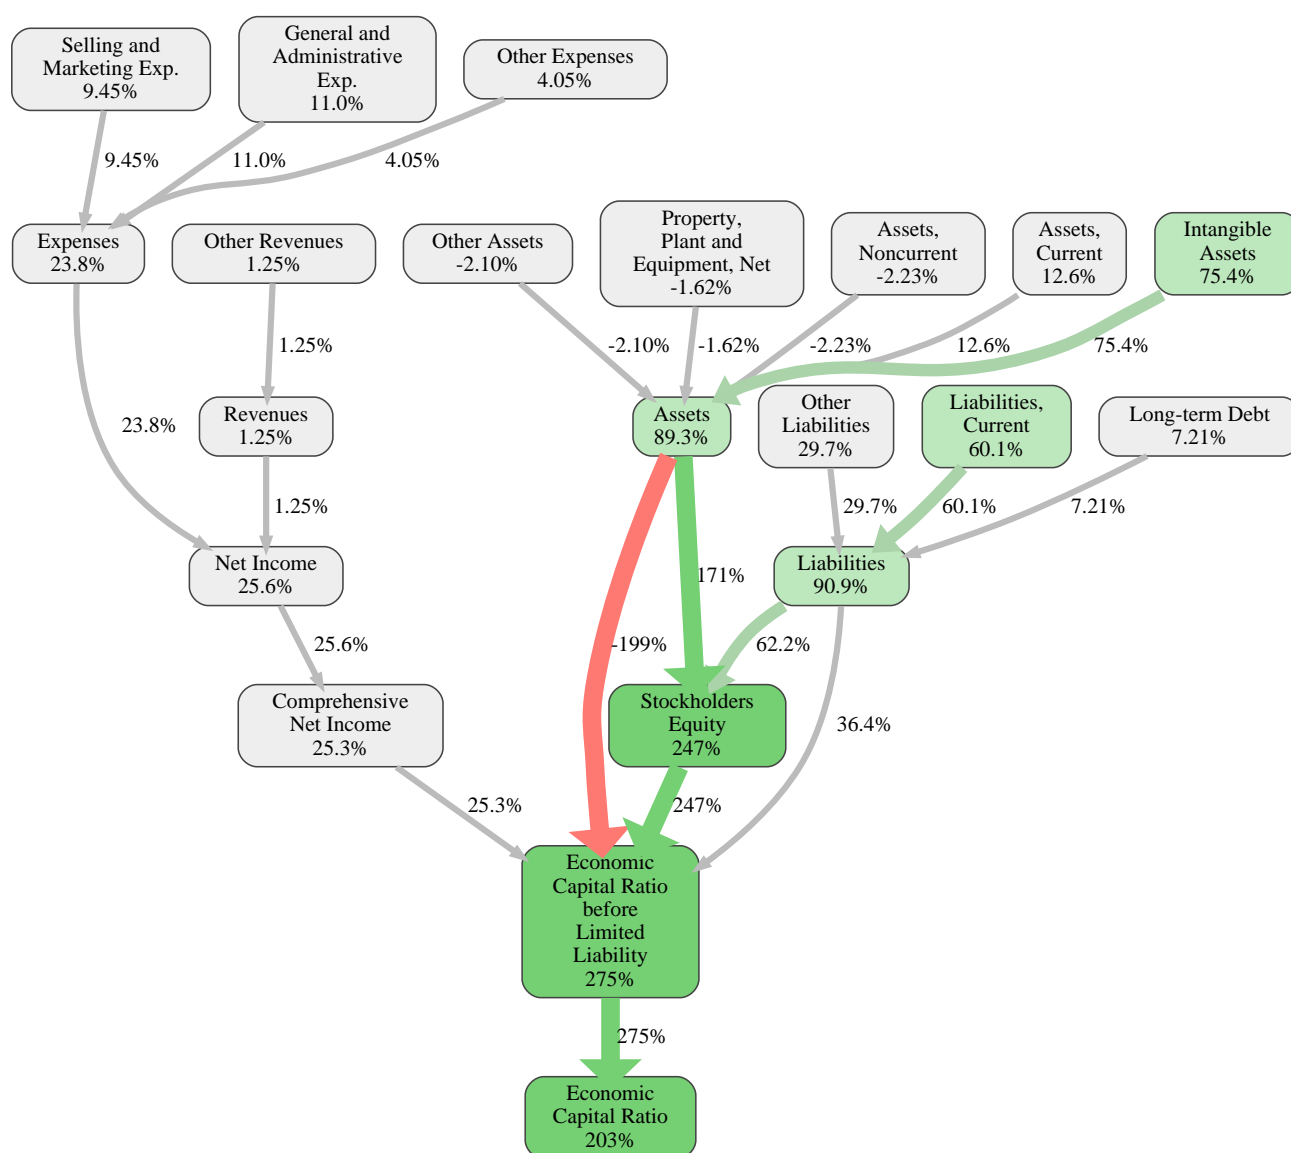 Selling and
Marketing Exp.
9.45%
General and
Administrative
Exp.
11.0%
Other Expenses
4.05%
9.45%
11.0%
4.05%
Expenses
23.8%
Other Revenues
1.25%
Other Assets
-2.10%
Property,
Plant and
Equipment, Net
-1.62%
Assets,
Noncurrent
-2.23%
Assets,
Current
12.6%
Intangible
Assets
75.4%
1.25%
-2.10%
-1.62%
-2.23%
12.6%
75.4%
23.8%
Revenues
1.25%
Assets
89.3%
Other
Liabilities
29.7%
Liabilities,
Current
60.1%
Long-term Debt
7.21%
1.25%
29.7%
60.1%
7.21%
Net Income
25.6%
171%
Liabilities
90.9%
25.6%
-199%
62.2%
Comprehensive
Net Income
25.3%
Stockholders
Equity
247%
36.4%
25.3%
247%
Economic
Capital Ratio
before
Limited
Liability
275%
275%
Economic
Capital Ratio
203%